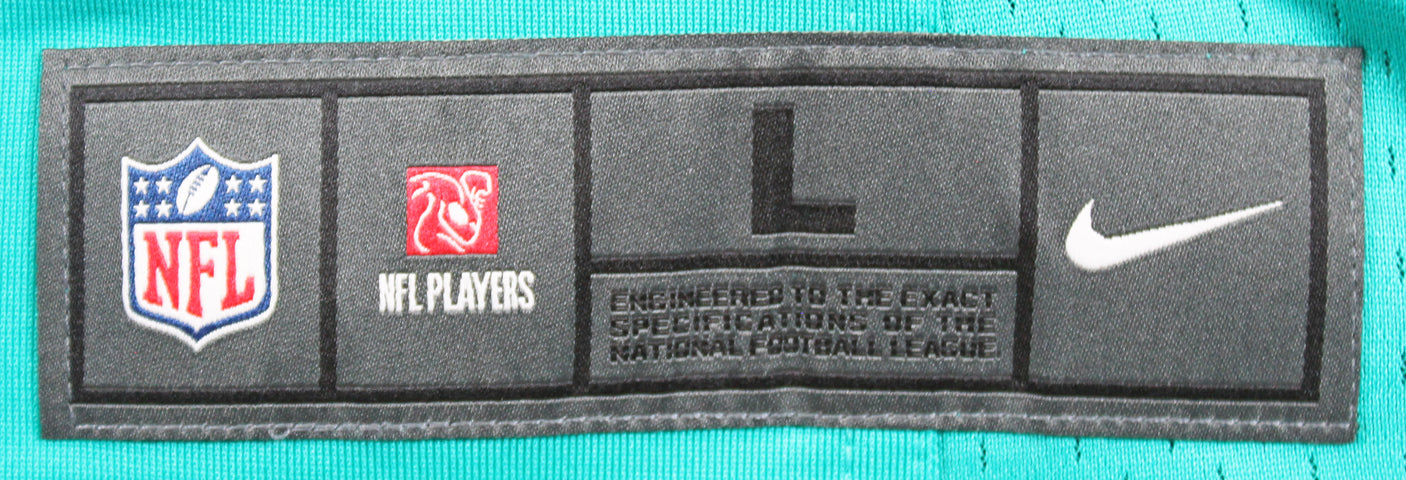 NFL
NFL PLAYERS
L
ENGINEERED TO THE EXACT
SPECIFICATIONS OF THE
NATIONAL FOOTBALL LEAGUE.